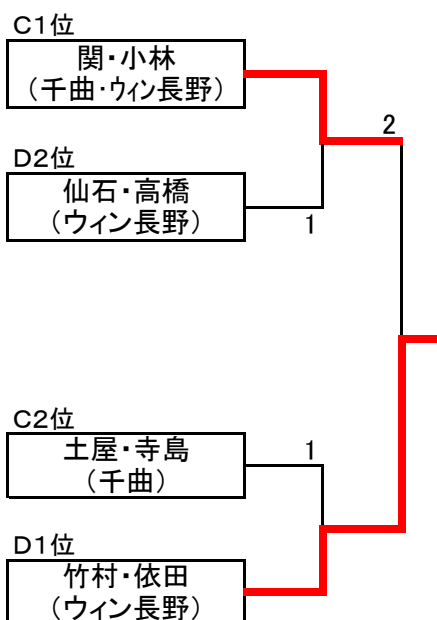 C1位
関・小林
(千曲・ウィン長野)
2
D2位
仙石・高橋
(ウィン長野)
1
C2位
土屋・寺島
(千曲)
1
D1位
竹村・依田
(ウィン長野)